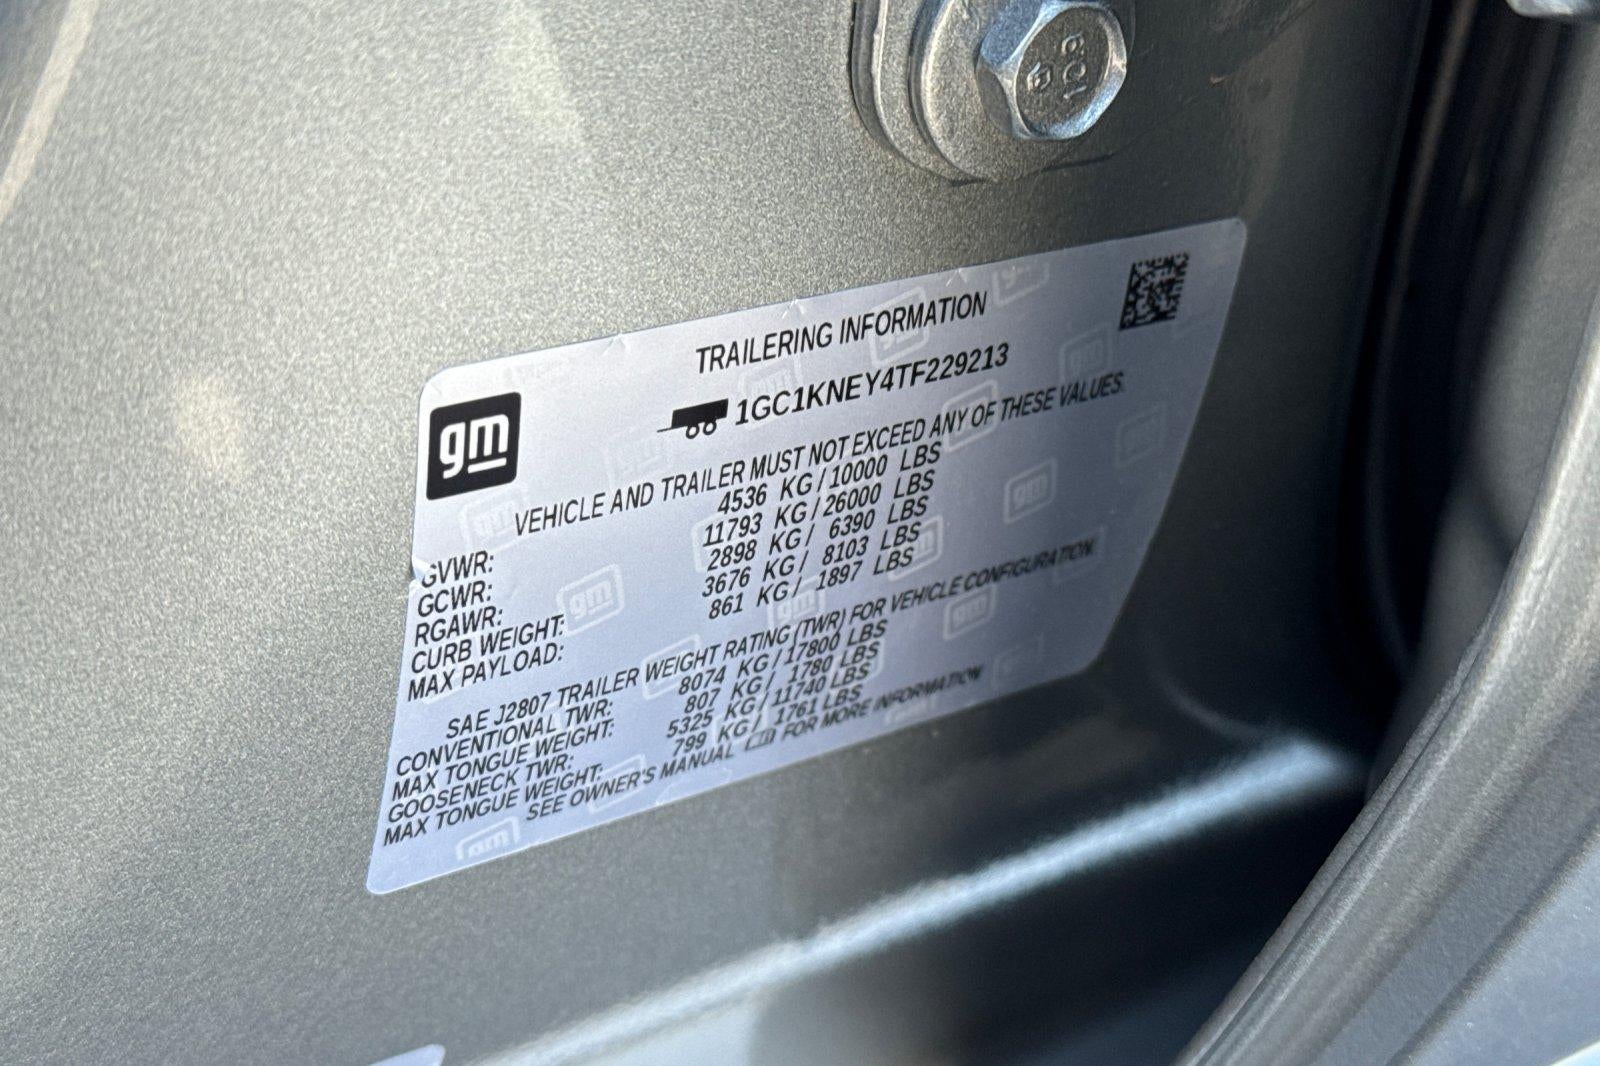 109
TRAILERING INFORMATION
1GC1KNEY4TF229213
gm
VEHICLE AND TRAILER MUST NOT EXCEED ANY OF THESE VALUES.
GVWR: 4536 KG/10000 LBS
GCWR: 11793 KG/26000 LBS
RGAWR: 2898 KG/ 6390 LBS
CURB WEIGHT: 3676 KG/ 8103 LBS
MAX PAYLOAD: 861 KG/ 1897 LBS
SAE J2807 TRAILER WEIGHT RATING (TWR) FOR VEHICLE CONFIGURATION.
CONVENTIONAL TWR: 8074 KG/17800 LBS
MAX TONGUE WEIGHT: 807 KG/ 1780 LBS
GOOSENECK TWR: 5325 KG/11740 LBS
MAX TONGUE WEIGHT: 799 KG/ 1761 LBS
SEE OWNER'S MANUAL FOR MORE INFORMATION